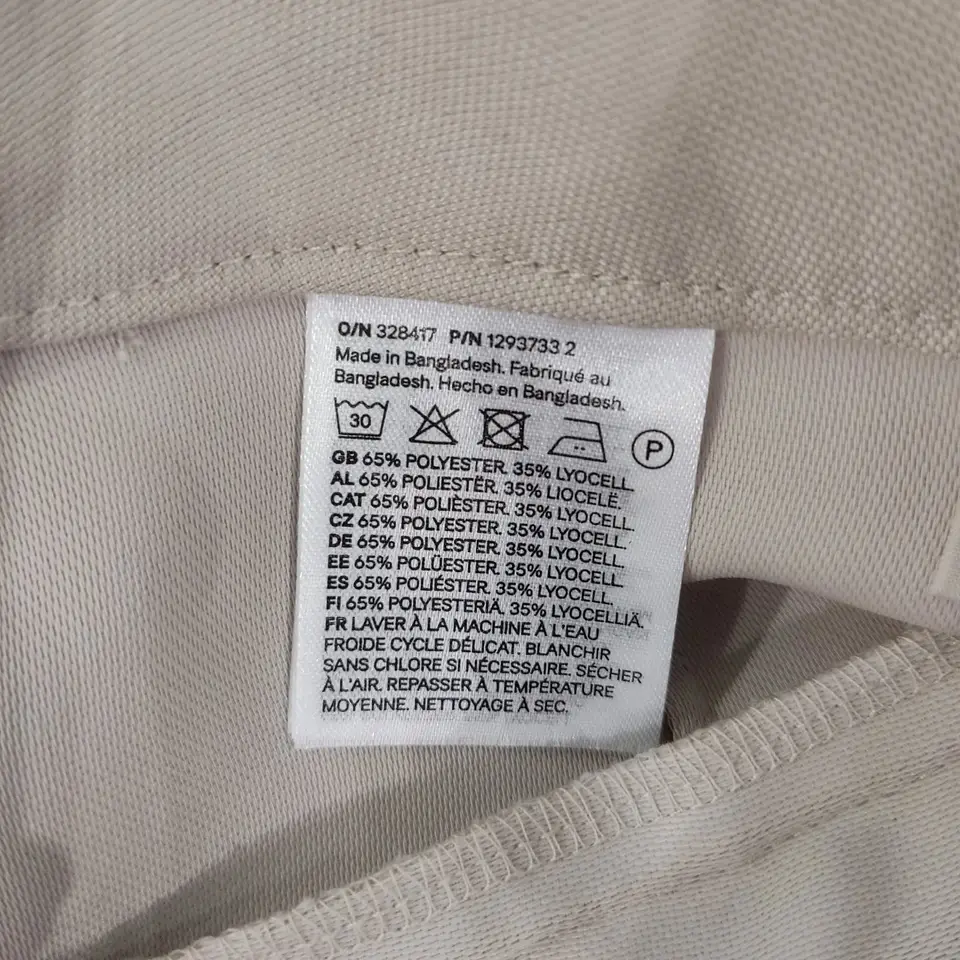 O/N 328417 P/N 1293733 2
Made in Bangladesh. Fabriqué au
Bangladesh. Hecho en Bangladesh.
30 P
GB 65% POLYESTER. 35% LYOCELL.
AL 65% POLIESTËR. 35% LIOCELË.
CAT 65% POLIÈSTER. 35% LYOCELL.
CZ 65% POLYESTER. 35% LYOCELL.
DE 65% POLYESTER. 35% LYOCELL.
EE 65% POLÜESTER. 35% LYOCELL.
ES 65% POLIÉSTER. 35% LYOCELL.
FI 65% POLYESTERIÄ. 35% LYOCELLIÄ.
FR LAVER À LA MACHINE À L'EAU
FROIDE CYCLE DÉLICAT. BLANCHIR
SANS CHLORE SI NÉCESSAIRE. SÉCHER
À L'AIR. REPASSER À TEMPÉRATURE
MOYENNE. NETTOYAGE À SEC.